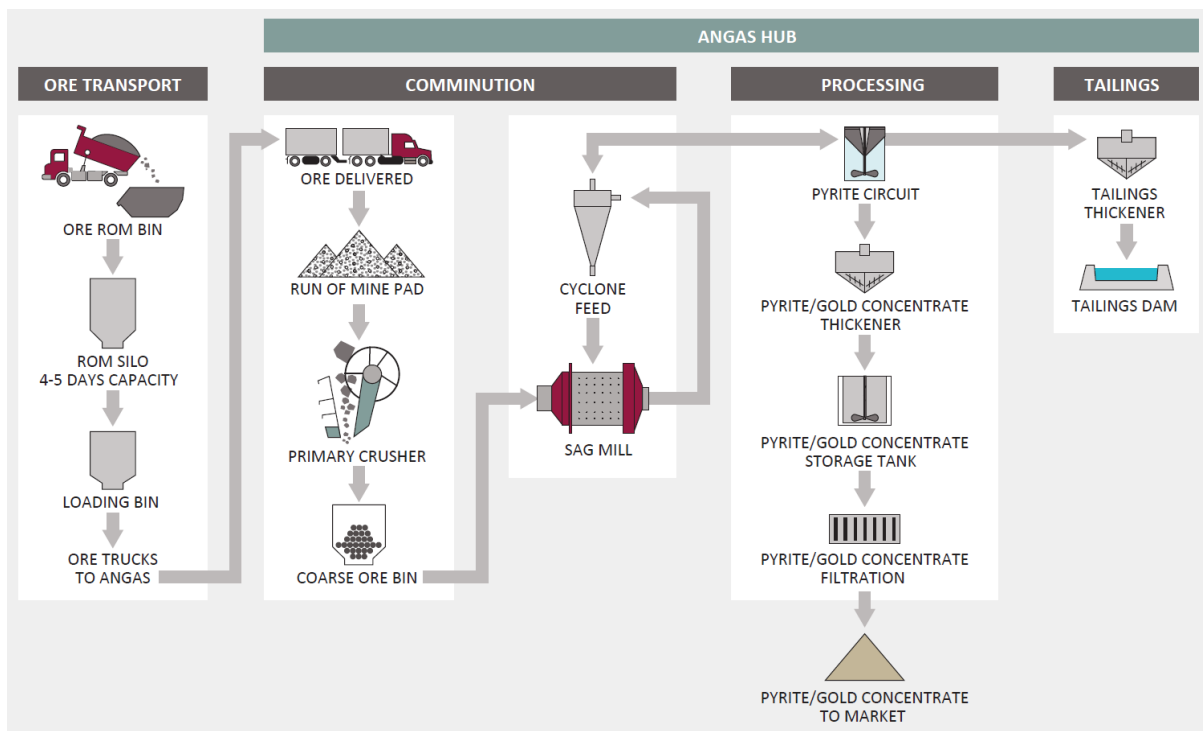 ANGAS HUB
ORE TRANSPORT
COMMINUTION
PROCESSING
TAILINGS
ORE ROM BIN
ROM SILO
4-5 DAYS CAPACITY
LOADING BIN
ORE TRUCKS
TO ANGAS
ORE DELIVERED
RUN OF MINE PAD
PRIMARY CRUSHER
COARSE ORE BIN
CYCLONE
FEED
SAG MILL
PYRITE CIRCUIT
PYRITE/GOLD CONCENTRATE
THICKENER
PYRITE/GOLD CONCENTRATE
STORAGE TANK
PYRITE/GOLD CONCENTRATE
FILTRATION
PYRITE/GOLD CONCENTRATE
TO MARKET
TAILINGS
THICKENER
TAILINGS DAM